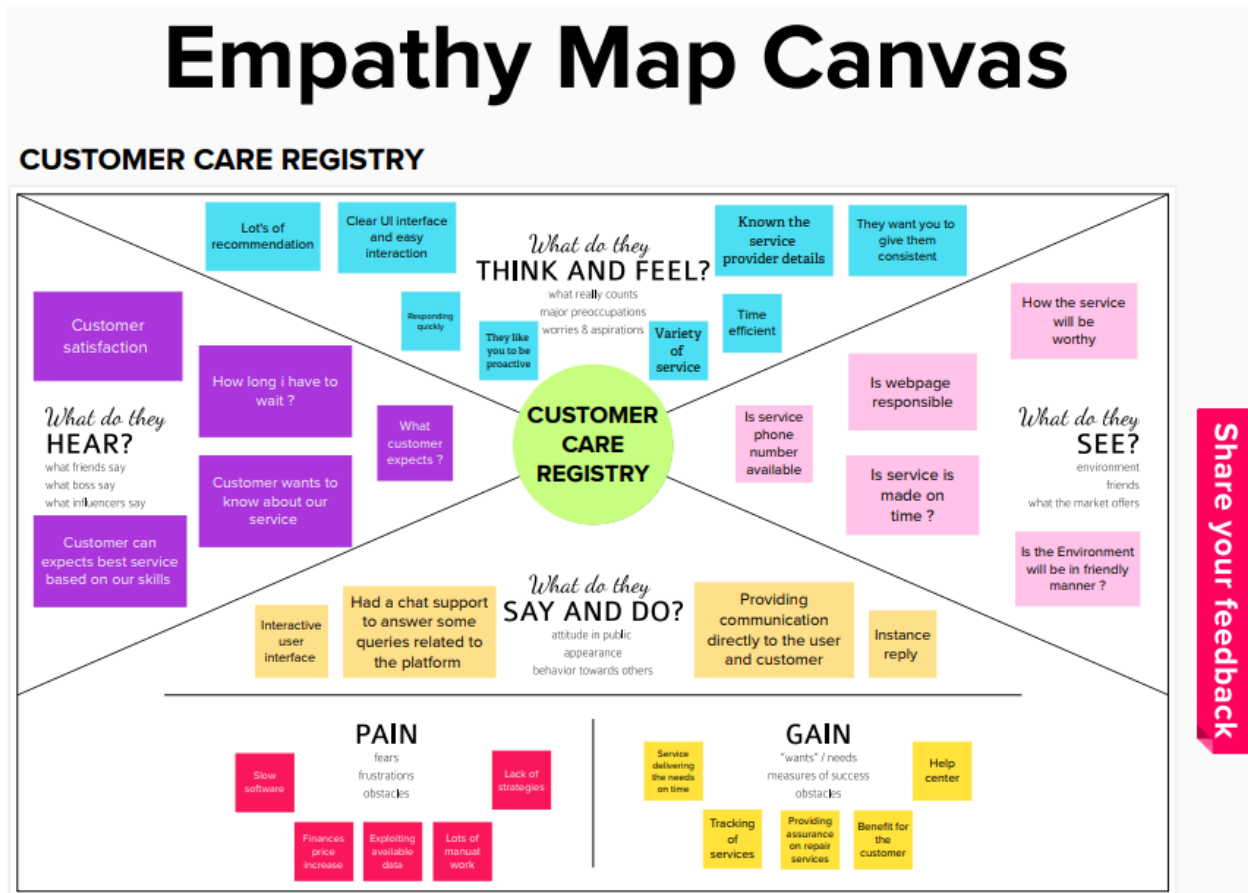 Empathy Map Canvas
CUSTOMER CARE REGISTRY
Lot's of
recommendation
Clear UI interface
and easy
interaction
What do they
THINK AND FEEL?
what really counts
major preoccupations
worries & aspirations
Known the
service
provider details
They want you to
give them
consistent
Responding
quickly
They like
you to be
proactive
Variety
of
service
Time
efficient
Customer
satisfaction
How long i have to
wait ?
What
customer
expects ?
What do they
HEAR?
what friends say
what boss say
what influencers say
Customer wants to
know about our
service
Customer can
expects best service
based on our skills
CUSTOMER
CARE
REGISTRY
How the service
will be
worthy
Is webpage
responsible
Is service
phone
number
available
What do they
SEE?
environment
friends
what the market offers
Is service is
made on
time ?
Is the Environment
will be in friendly
manner ?
What do they
SAY AND DO?
attitude in public
appearance
behavior towards others
Interactive
user
interface
Had a chat support
to answer some
queries related to
the platform
Providing
communication
directly to the user
and customer
Instance
reply
PAIN
fears
frustrations
obstacles
Slow
software
Lack of
strategies
Finances
price
increase
Exploiting
available
data
Lots of
manual
work
GAIN
"wants" / needs
measures of success
obstacles
Service
delivering
the needs
on time
Help
center
Tracking
of
services
Providing
assurance
on repair
services
Benefit for
the
customer
Share your feedback